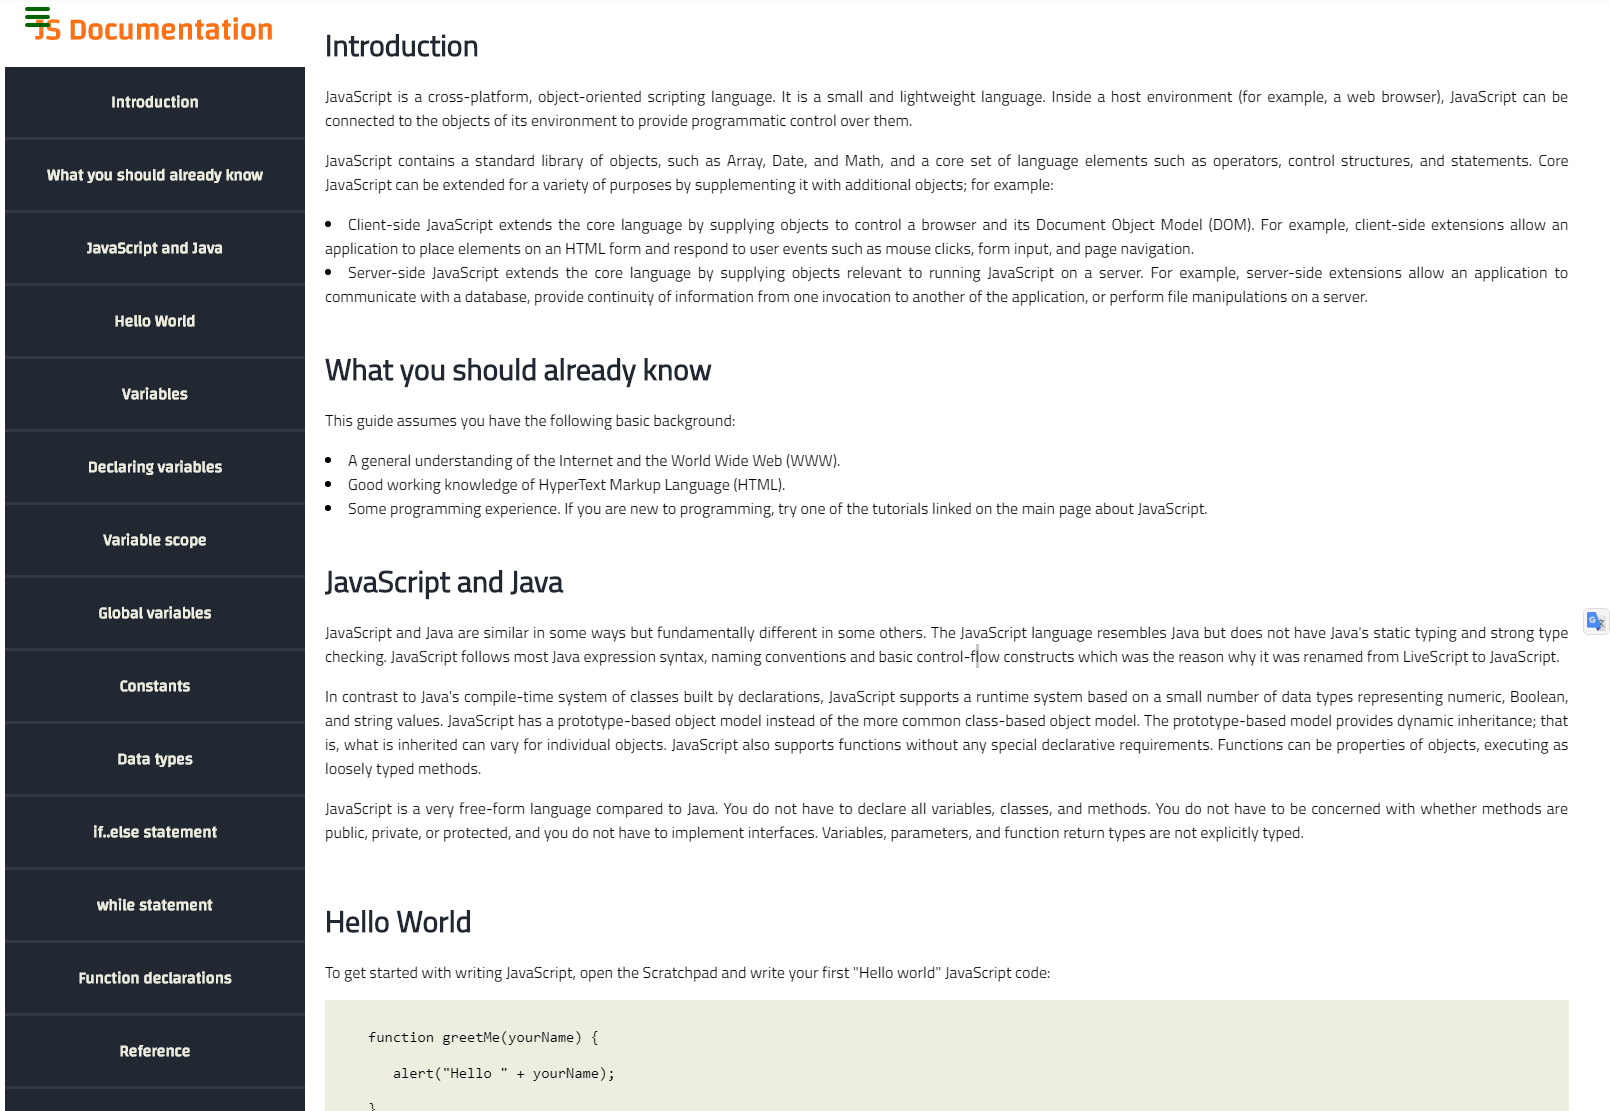 JS Documentation
Introduction
What you should already know
JavaScript and Java
Hello World
Variables
Declaring variables
Variable scope
Global variables
Constants
Data types
if..else statement
while statement
Function declarations
Reference
Introduction
JavaScript is a cross-platform, object-oriented scripting language. It is a small and lightweight language. Inside a host environment (for example, a web browser), JavaScript can be
connected to the objects of its environment to provide programmatic control over them.
JavaScript contains a standard library of objects, such as Array, Date, and Math, and a core set of language elements such as operators, control structures, and statements. Core
JavaScript can be extended for a variety of purposes by supplementing it with additional objects; for example:
• Client-side JavaScript extends the core language by supplying objects to control a browser and its Document Object Model (DOM). For example, client-side extensions allow an
application to place elements on an HTML form and respond to user events such as mouse clicks, form input, and page navigation.
• Server-side JavaScript extends the core language by supplying objects relevant to running JavaScript on a server. For example, server-side extensions allow an application to
communicate with a database, provide continuity of information from one invocation to another of the application, or perform file manipulations on a server.
What you should already know
This guide assumes you have the following basic background:
• A general understanding of the Internet and the World Wide Web (WWW).
• Good working knowledge of HyperText Markup Language (HTML).
• Some programming experience. If you are new to programming, try one of the tutorials linked on the main page about JavaScript.
JavaScript and Java
JavaScript and Java are similar in some ways but fundamentally different in some others. The JavaScript language resembles Java but does not have Java's static typing and strong type
checking. JavaScript follows most Java expression syntax, naming conventions and basic control-flow constructs which was the reason why it was renamed from LiveScript to JavaScript.
In contrast to Java's compile-time system of classes built by declarations, JavaScript supports a runtime system based on a small number of data types representing numeric, Boolean,
and string values. JavaScript has a prototype-based object model instead of the more common class-based object model. The prototype-based model provides dynamic inheritance; that
is, what is inherited can vary for individual objects. JavaScript also supports functions without any special declarative requirements. Functions can be properties of objects, executing as
loosely typed methods.
JavaScript is a very free-form language compared to Java. You do not have to declare all variables, classes, and methods. You do not have to be concerned with whether methods are
public, private, or protected, and you do not have to implement interfaces. Variables, parameters, and function return types are not explicitly typed.
Hello World
To get started with writing JavaScript, open the Scratchpad and write your first "Hello world" JavaScript code:
function greetMe(yourName) {
alert("Hello " + yourName);
}